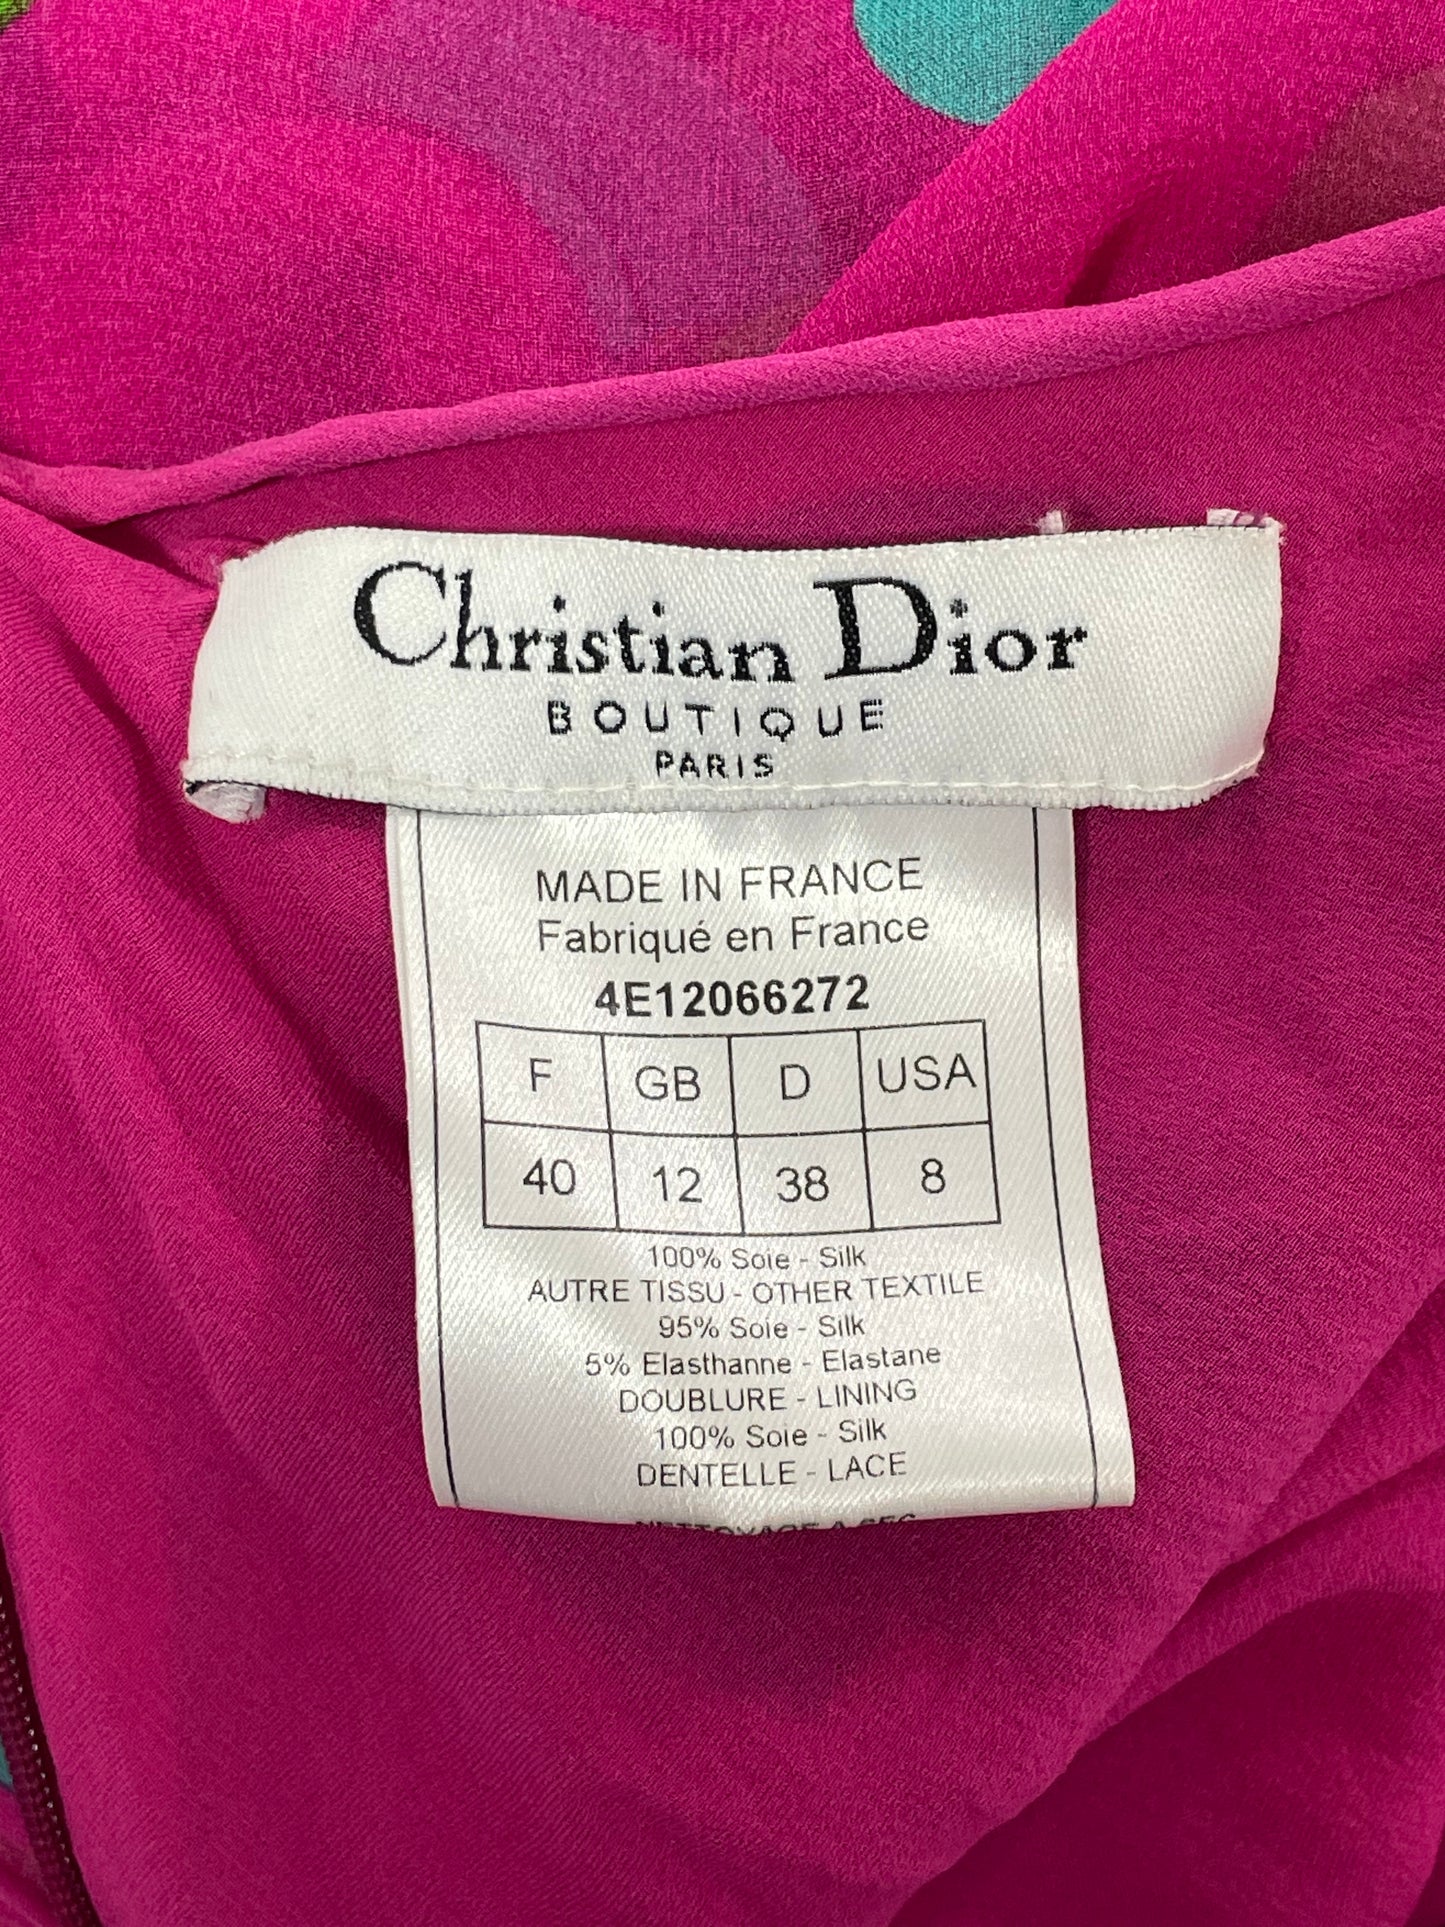 Christian Dior
BOUTIQUE
PARIS
MADE IN FRANCE
Fabriqué en France
4E12066272
F GB D USA
40 12 38 8
100% Soie - Silk
AUTRE TISSU - OTHER TEXTILE
95% Soie - Silk
5% Elasthanne - Elastane
DOUBLURE - LINING
100% Soie - Silk
DENTELLE - LACE